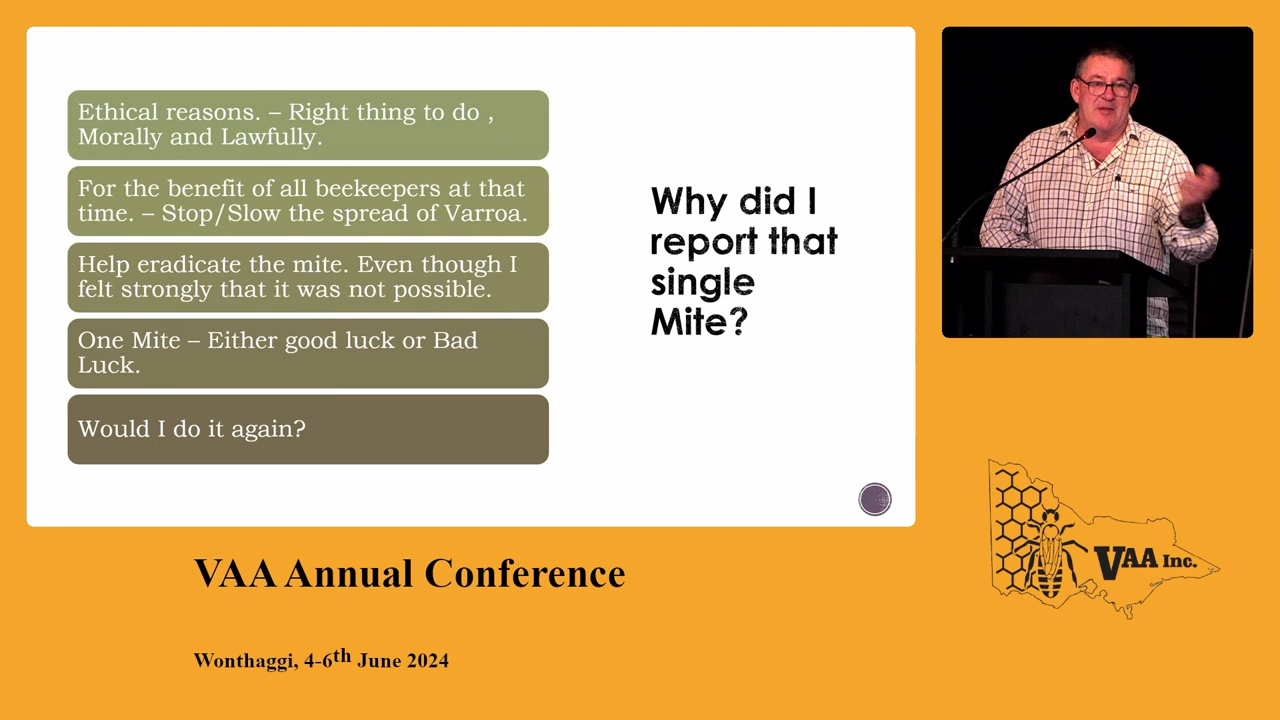 Ethical reasons. – Right thing to do ,
Morally and Lawfully.
For the benefit of all beekeepers at that
time. – Stop/Slow the spread of Varroa.
Help eradicate the mite. Even though I
felt strongly that it was not possible.
One Mite – Either good luck or Bad
Luck.
Would I do it again?
Why did I
report that
single
Mite?
VAA Inc.
VAA Annual Conference
Wonthaggi, 4-6th June 2024